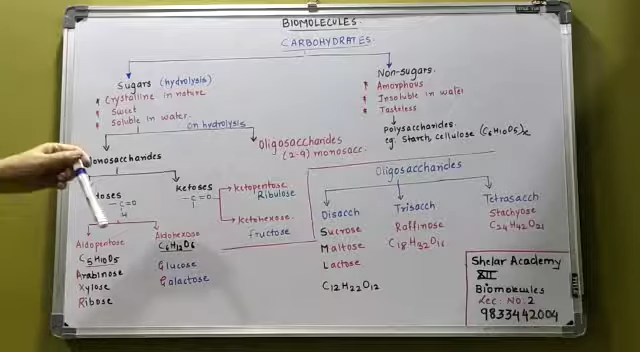 BIOMOLECULES
CARBOHYDRATES
Sugars (hydrolysis)
* Crystalline in nature
* Sweet
* Soluble in water.
on hydrolysis
Non-sugars.
* Amorphous
* Insoluble in water
* Tasteless
Polysaccharides.
eg: Starch, cellulose (C6H10O5)x
Oligosaccharides
(2-9) monosacc.
Monosaccharides
Ketoses
-C=O
-C=O
H
Ketopentose
Ribulose
Ketohexose.
fructose
Aldopentose
C5H10O5
Arabinose
Xylose
Ribose
Aldohexose
C6H12O6
Glucose
Galactose
Oligosaccharides
Disacch
Sucrose
Maltose
Lactose
C12H22O12
Trisacch
Raffinose
C18H32O16
Tetrasacch
Stachyose
C24H42O21
Shelar Academy
XII
Biomolecules
Lec. No: 2
9833442004